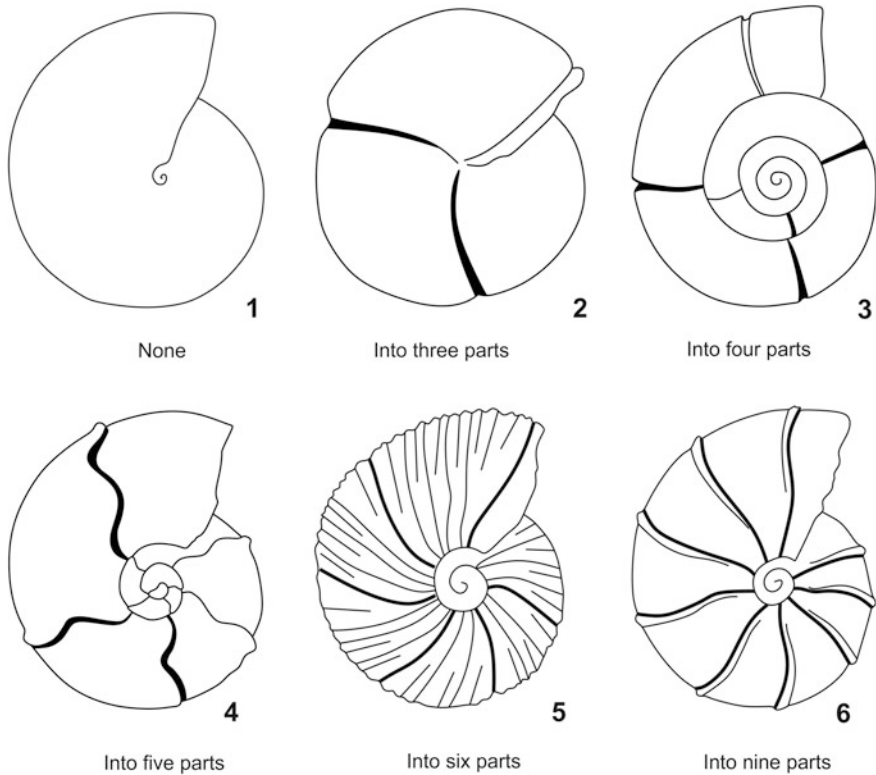 1
2
3
None
Into three parts
Into four parts
4
5
6
Into five parts
Into six parts
Into nine parts